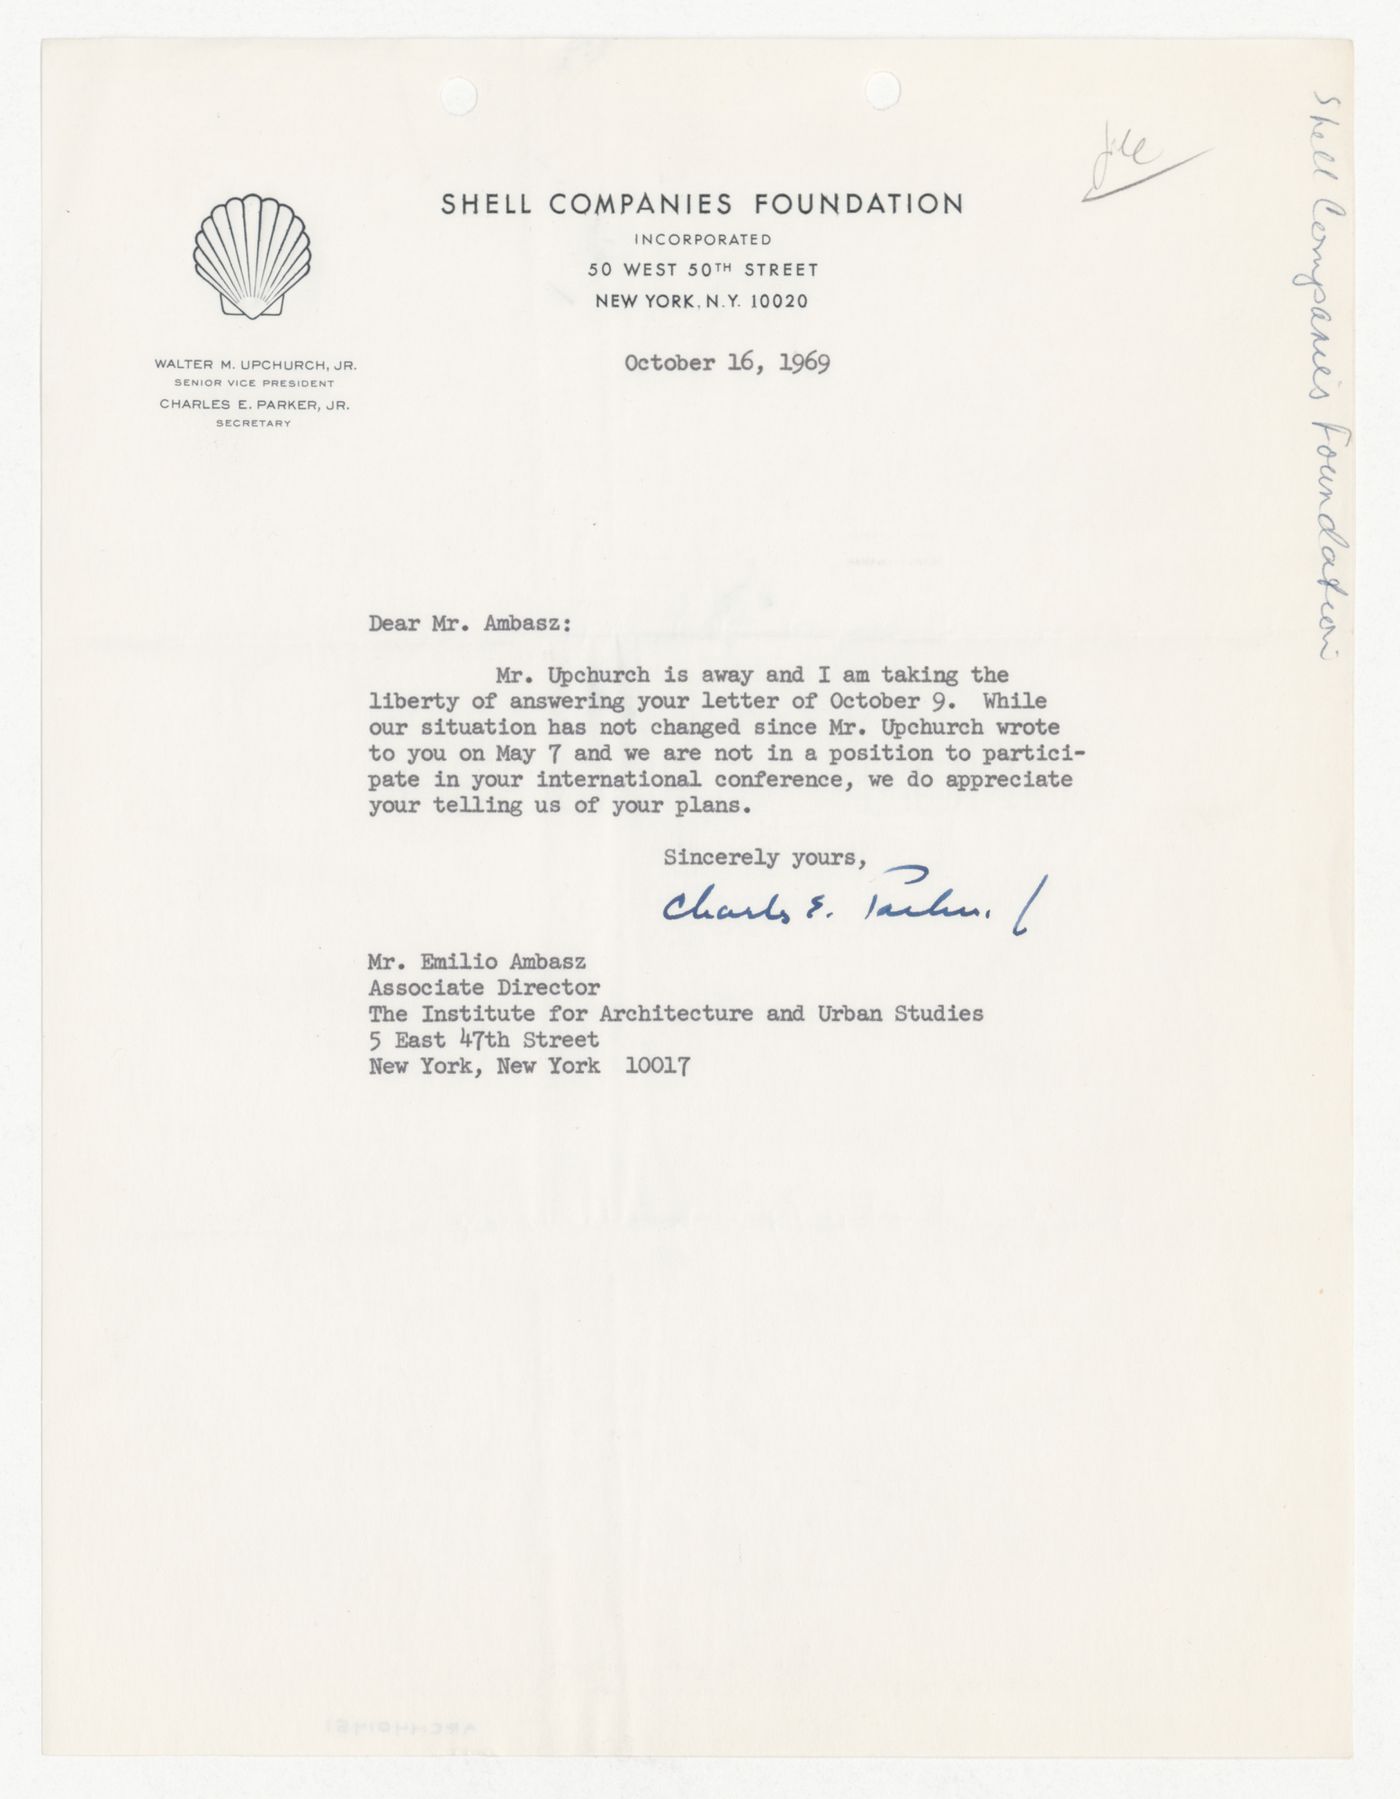 file
Shell Companies Foundation
SHELL COMPANIES FOUNDATION
INCORPORATED
50 WEST 50TH STREET
NEW YORK, N.Y. 10020
WALTER M. UPCHURCH, JR.
SENIOR VICE PRESIDENT
CHARLES E. PARKER, JR.
SECRETARY
October 16, 1969
Dear Mr. Ambasz:
Mr. Upchurch is away and I am taking the
liberty of answering your letter of October 9. While
our situation has not changed since Mr. Upchurch wrote
to you on May 7 and we are not in a position to partici-
pate in your international conference, we do appreciate
your telling us of your plans.
Sincerely yours,
Charles E. Parker, Jr
Mr. Emilio Ambasz
Associate Director
The Institute for Architecture and Urban Studies
5 East 47th Street
New York, New York 10017